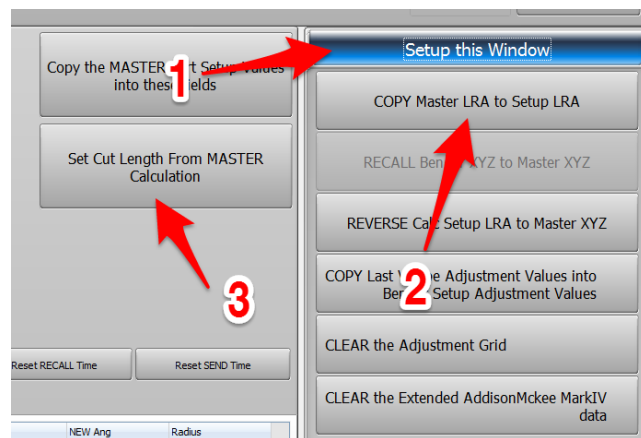 Copy the MASTER Setup Values
into these fields
1
Setup this Window
COPY Master LRA to Setup LRA
Set Cut Length From MASTER
Calculation
RECALL XYZ to Master XYZ
REVERSE Calc Setup LRA to Master XYZ
2
COPY Last Adjustment Values into
Setup Adjustment Values
3
CLEAR the Adjustment Grid
Reset RECALL Time
Reset SEND Time
CLEAR the Extended AddisonMckee MarkIV
data
NEW Ang
Radius